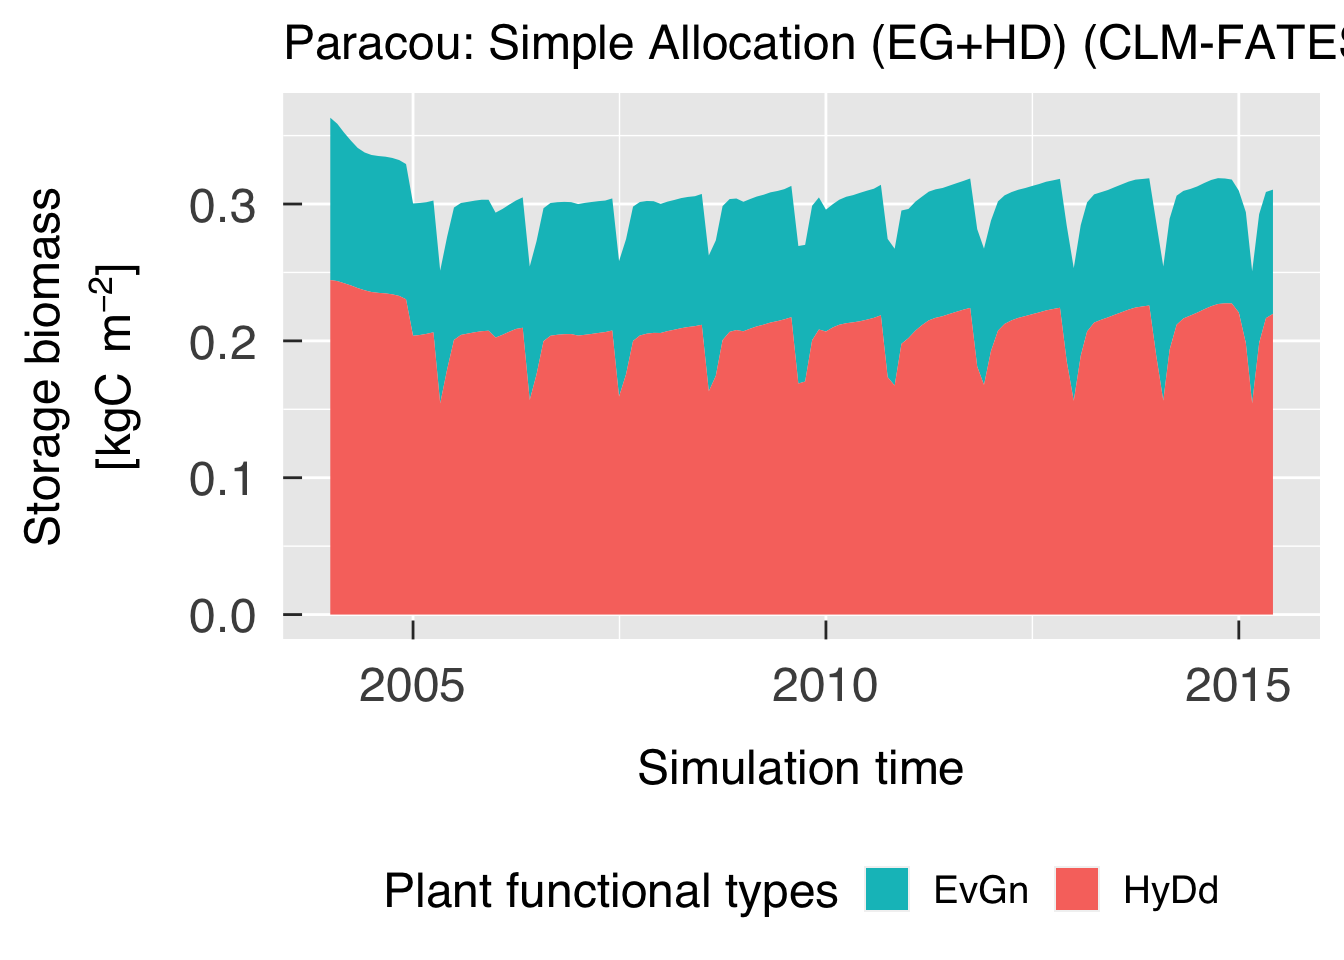 Paracou: Simple Allocation (EG+HD) (CLM-FATES
Storage biomass
[kgC m⁻²]
0.3
0.2
0.1
0.0
2005 2010 2015
Simulation time
Plant functional types EvGn HyDd